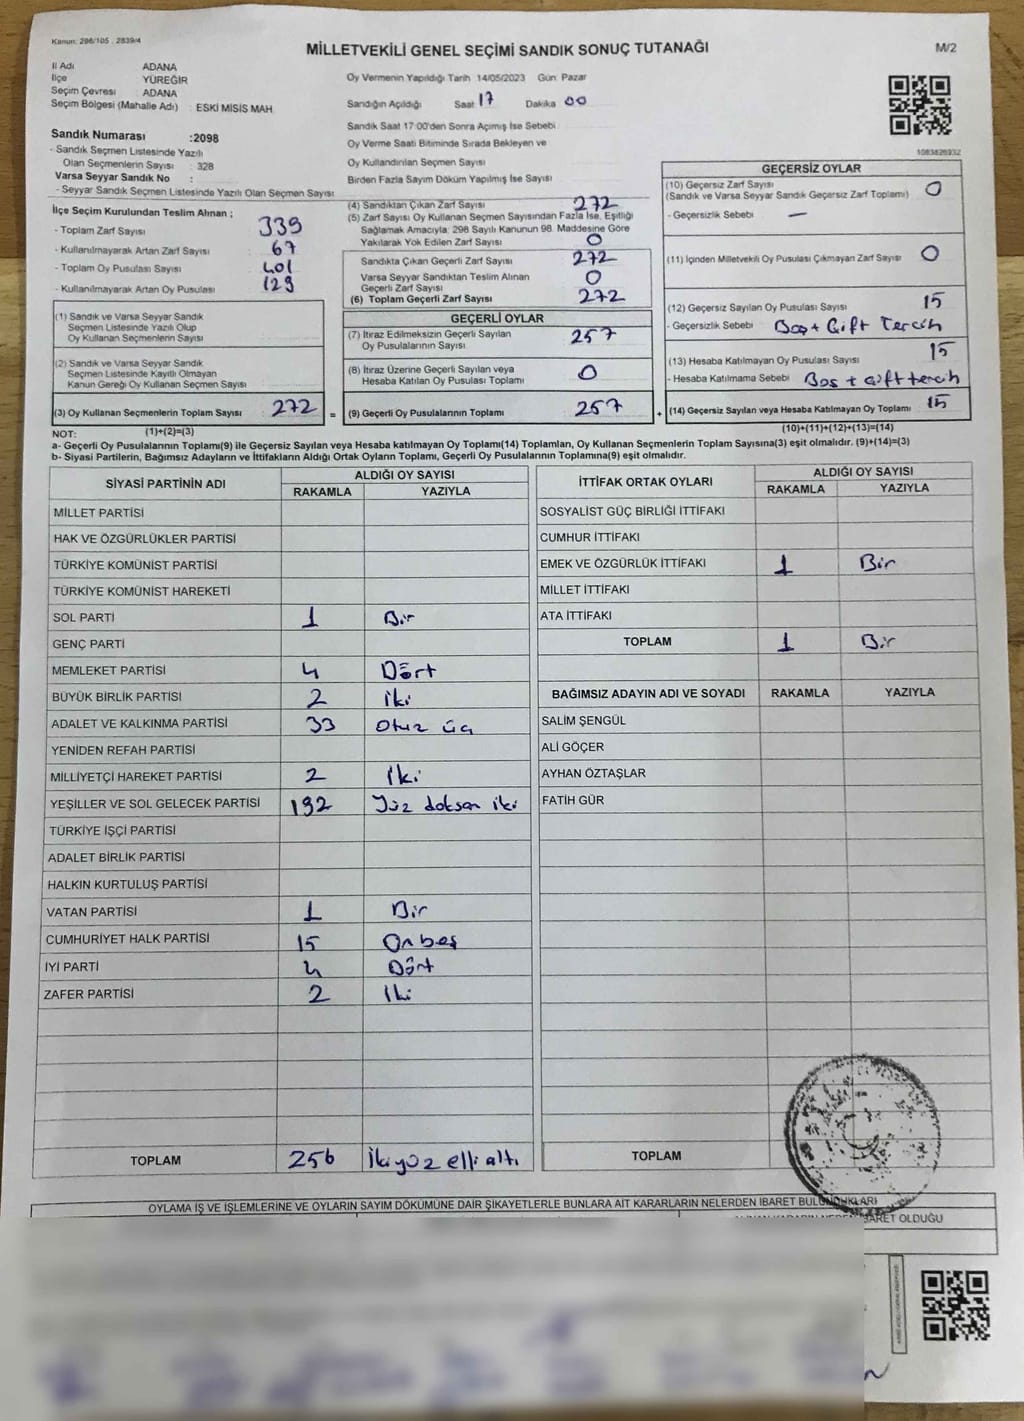 Kanun: 298/105 , 2839/4
MİLLETVEKİLİ GENEL SEÇİMİ SANDIK SONUÇ TUTANAĞI
M/2
İl Adı ADANA
İlçe YÜREĞİR
Seçim Çevresi : ADANA
Seçim Bölgesi (Mahalle Adı) : ESKİ MİSİS MAH
Sandık Numarası :2098
- Sandık Seçmen Listesinde Yazılı
Olan Seçmenlerin Sayısı : 328
Varsa Seyyar Sandık No :
- Seyyar Sandık Seçmen Listesinde Yazılı Olan Seçmen Sayısı
Oy Vermenin Yapıldığı Tarih 14/05/2023 Gün: Pazar
Sandığın Açıldığı Saat 17 Dakika 00
Sandık Saat 17:00'den Sonra Açımış İse Sebebi
Oy Verme Saati Bitiminde Sırada Bekleyen ve
Oy Kullandırılan Seçmen Sayısı
Birden Fazla Sayım Döküm Yapılmış İse Sayısı
1083826932
İlçe Seçim Kurulundan Teslim Alınan ;
- Toplam Zarf Sayısı 339
- Kullanılmayarak Artan Zarf Sayısı 67
- Toplam Oy Pusulası Sayısı 401
- Kullanılmayarak Artan Oy Pusulası 129
(1) Sandık ve Varsa Seyyar Sandık
Seçmen Listesinde Yazılı Olup
Oy Kullanan Seçmenlerin Sayısı
(2) Sandık ve Varsa Seyyar Sandık
Seçmen Listesinde Kayıtlı Olmayan
Kanun Gereği Oy Kullanan Seçmen Sayısı
(3) Oy Kullanan Seçmenlerin Toplam Sayısı 272 =
(1)+(2)=(3)
(4) Sandıktan Çıkan Zarf Sayısı 272
(5) Zarf Sayısı Oy Kullanan Seçmen Sayısından Fazla İse, Eşitliği
Sağlamak Amacıyla; 298 Sayılı Kanunun 98. Maddesine Göre
Yakılarak Yok Edilen Zarf Sayısı 0
Sandıkta Çıkan Geçerli Zarf Sayısı 272
Varsa Seyyar Sandıktan Teslim Alınan
Geçerli Zarf Sayısı 0
(6) Toplam Geçerli Zarf Sayısı 272
GEÇERLİ OYLAR
(7) İtiraz Edilmeksizin Geçerli Sayılan
Oy Pusulalarının Sayısı 257
(8) İtiraz Üzerine Geçerli Sayılan veya
Hesaba Katılan Oy Pusulası Toplamı 0
(9) Geçerli Oy Pusulalarının Toplamı 257 +
GEÇERSİZ OYLAR
(10) Geçersiz Zarf Sayısı
(Sandık ve Varsa Seyyar Sandık Geçersiz Zarf Toplamı) 0
- Geçersizlik Sebebi —
(11) İçinden Milletvekili Oy Pusulası Çıkmayan Zarf Sayısı 0
(12) Geçersiz Sayılan Oy Pusulası Sayısı 15
- Geçersizlik Sebebi Boş + Çift Tercih
(13) Hesaba Katılmayan Oy Pusulası Sayısı 15
- Hesaba Katılmama Sebebi Boş + Çift tercih
(14) Geçersiz Sayılan veya Hesaba Katılmayan Oy Toplamı 15
(10)+(11)+(12)+(13)=(14)
NOT:
a- Geçerli Oy Pusulalarının Toplamı(9) ile Geçersiz Sayılan veya Hesaba katılmayan Oy Toplamı(14) Toplamları, Oy Kullanan Seçmenlerin Toplam Sayısına(3) eşit olmalıdır. (9)+(14)=(3)
b- Siyasi Partilerin, Bağımsız Adayların ve İttifakların Aldığı Ortak Oyların Toplamı, Geçerli Oy Pusulalarının Toplamına(9) eşit olmalıdır.
SİYASİ PARTİNİN ADI ALDIĞI OY SAYISI
RAKAMLA YAZIYLA
MİLLET PARTİSİ
HAK VE ÖZGÜRLÜKLER PARTİSİ
TÜRKİYE KOMÜNİST PARTİSİ
TÜRKİYE KOMÜNİST HAREKETİ
SOL PARTİ 1 Bir
GENÇ PARTİ
MEMLEKET PARTİSİ 4 Dört
BÜYÜK BİRLİK PARTİSİ 2 iki
ADALET VE KALKINMA PARTİSİ 33 Otuz üç
YENİDEN REFAH PARTİSİ
MİLLİYETÇİ HAREKET PARTİSİ 2 İki
YEŞİLLER VE SOL GELECEK PARTİSİ 192 Yüz doksan iki
TÜRKİYE İŞÇİ PARTİSİ
ADALET BİRLİK PARTİSİ
HALKIN KURTULUŞ PARTİSİ
VATAN PARTİSİ 1 Bir
CUMHURİYET HALK PARTİSİ 15 Onbeş
İYİ PARTİ 4 Dört
ZAFER PARTİSİ 2 İki
TOPLAM 256 İkiyüz elli altı
İTTİFAK ORTAK OYLARI ALDIĞI OY SAYISI
RAKAMLA YAZIYLA
SOSYALİST GÜÇ BİRLİĞİ İTTİFAKI
CUMHUR İTTİFAKI
EMEK VE ÖZGÜRLÜK İTTİFAKI 1 Bir
MİLLET İTTİFAKI
ATA İTTİFAKI
TOPLAM 1 Bir
BAĞIMSIZ ADAYIN ADI VE SOYADI RAKAMLA YAZIYLA
SALİM ŞENGÜL
ALİ GÖÇER
AYHAN ÖZTAŞLAR
FATİH GÜR
TOPLAM
OYLAMA İŞ VE İŞLEMLERİNE VE OYLARIN SAYIM DÖKÜMÜNE DAİR ŞİKAYETLERLE BUNLARA AİT KARARLARIN NELERDEN İBARET BULUNDUKLARI
İBARET OLDUĞU